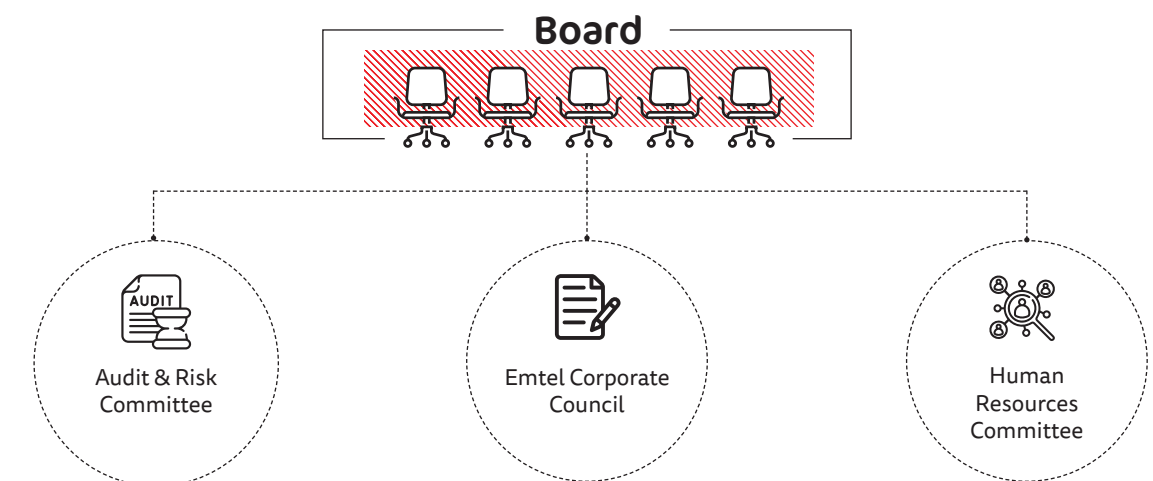 Board
AUDIT
Audit & Risk
Committee
Emtel Corporate
Council
Human
Resources
Committee